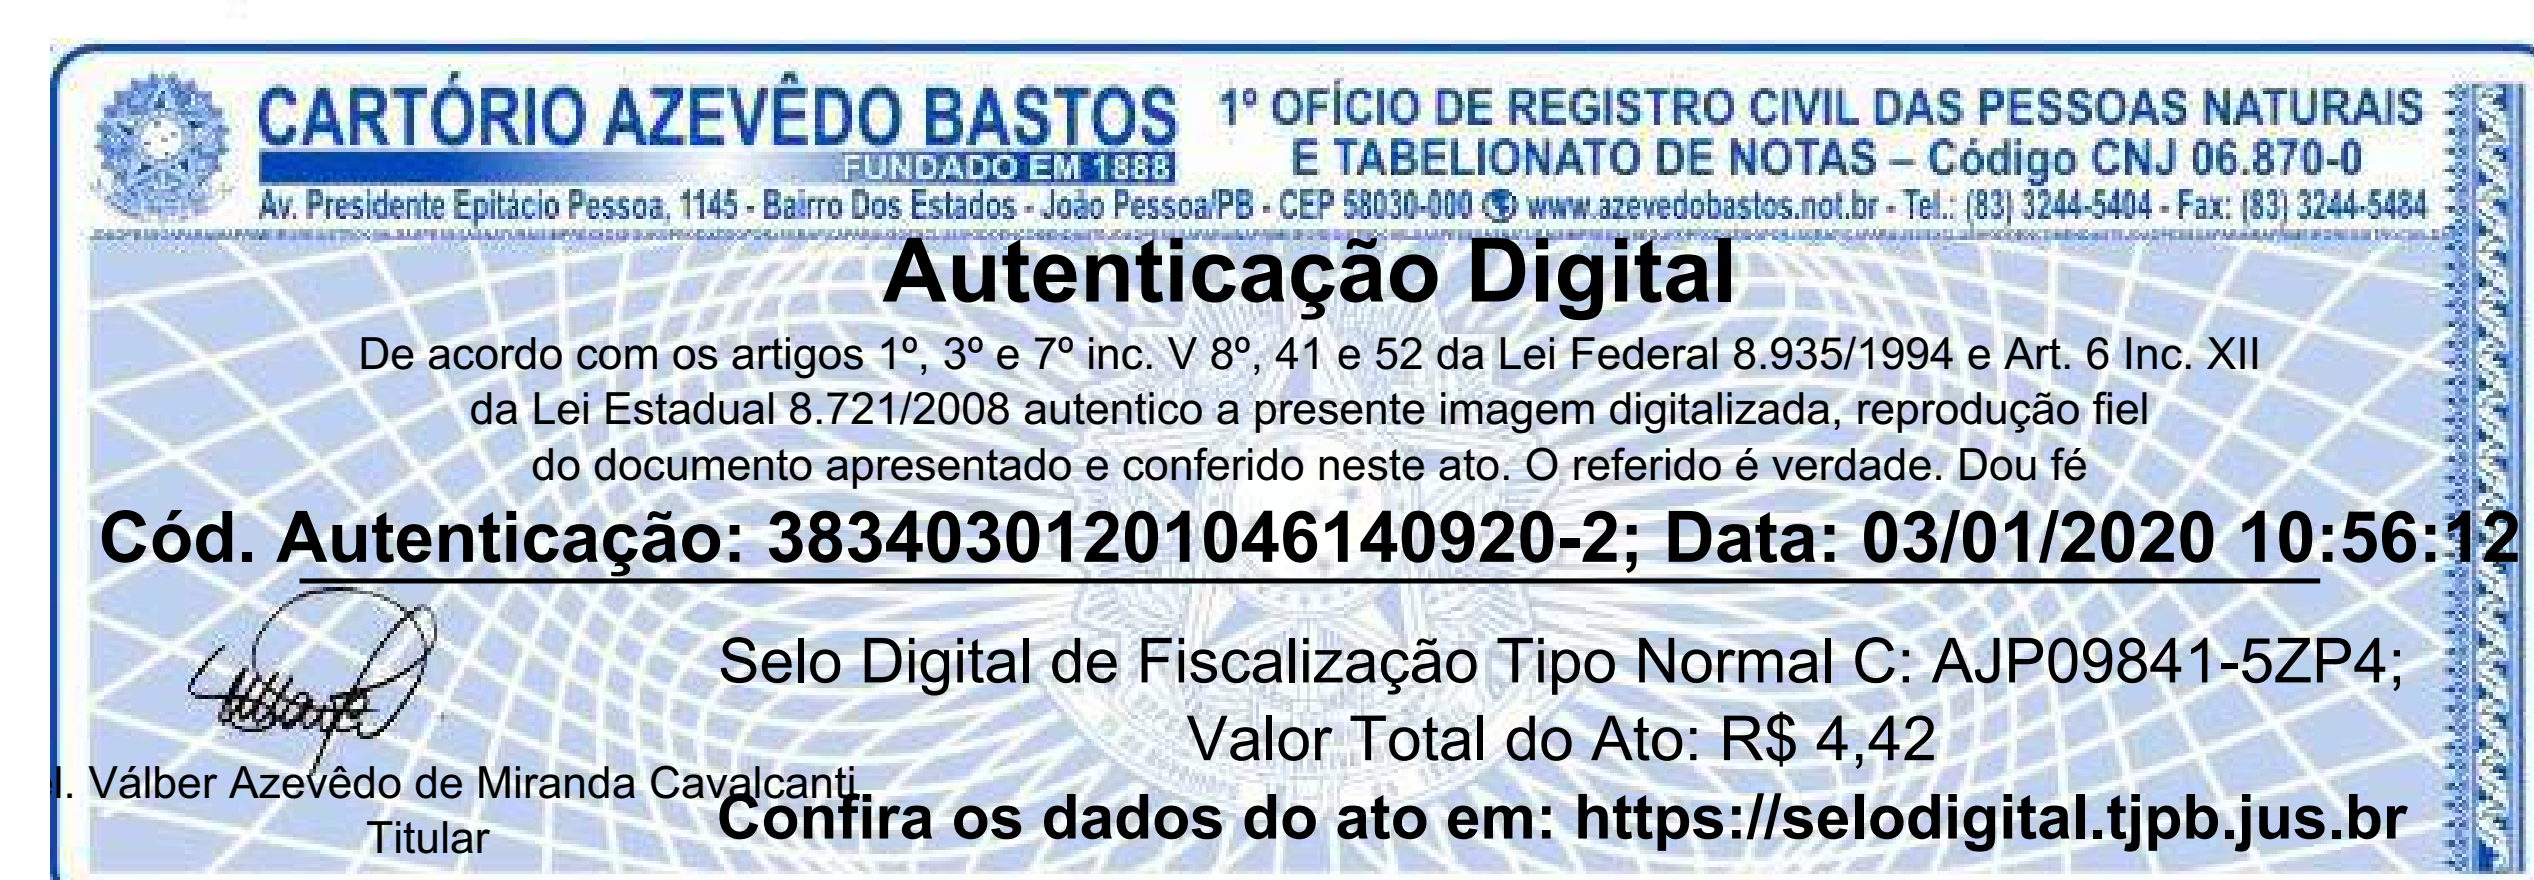 CARTÓRIO AZEVÊDO BASTOS
FUNDADO EM 1888
1º OFÍCIO DE REGISTRO CIVIL DAS PESSOAS NATURAIS
E TABELIONATO DE NOTAS – Código CNJ 06.870-0
Av. Presidente Epitácio Pessoa, 1145 - Bairro Dos Estados - João Pessoa/PB - CEP 58030-000 www.azevedobastos.not.br - Tel.: (83) 3244-5404 - Fax: (83) 3244-5484
Autenticação Digital
De acordo com os artigos 1º, 3º e 7º inc. V 8º, 41 e 52 da Lei Federal 8.935/1994 e Art. 6 Inc. XII
da Lei Estadual 8.721/2008 autentico a presente imagem digitalizada, reprodução fiel
do documento apresentado e conferido neste ato. O referido é verdade. Dou fé
Cód. Autenticação: 38340301201046140920-2; Data: 03/01/2020 10:56:12
Selo Digital de Fiscalização Tipo Normal C: AJP09841-5ZP4;
Valor Total do Ato: R$ 4,42
l. Válber Azevêdo de Miranda Cavalcanti
Titular
Confira os dados do ato em: https://selodigital.tjpb.jus.br